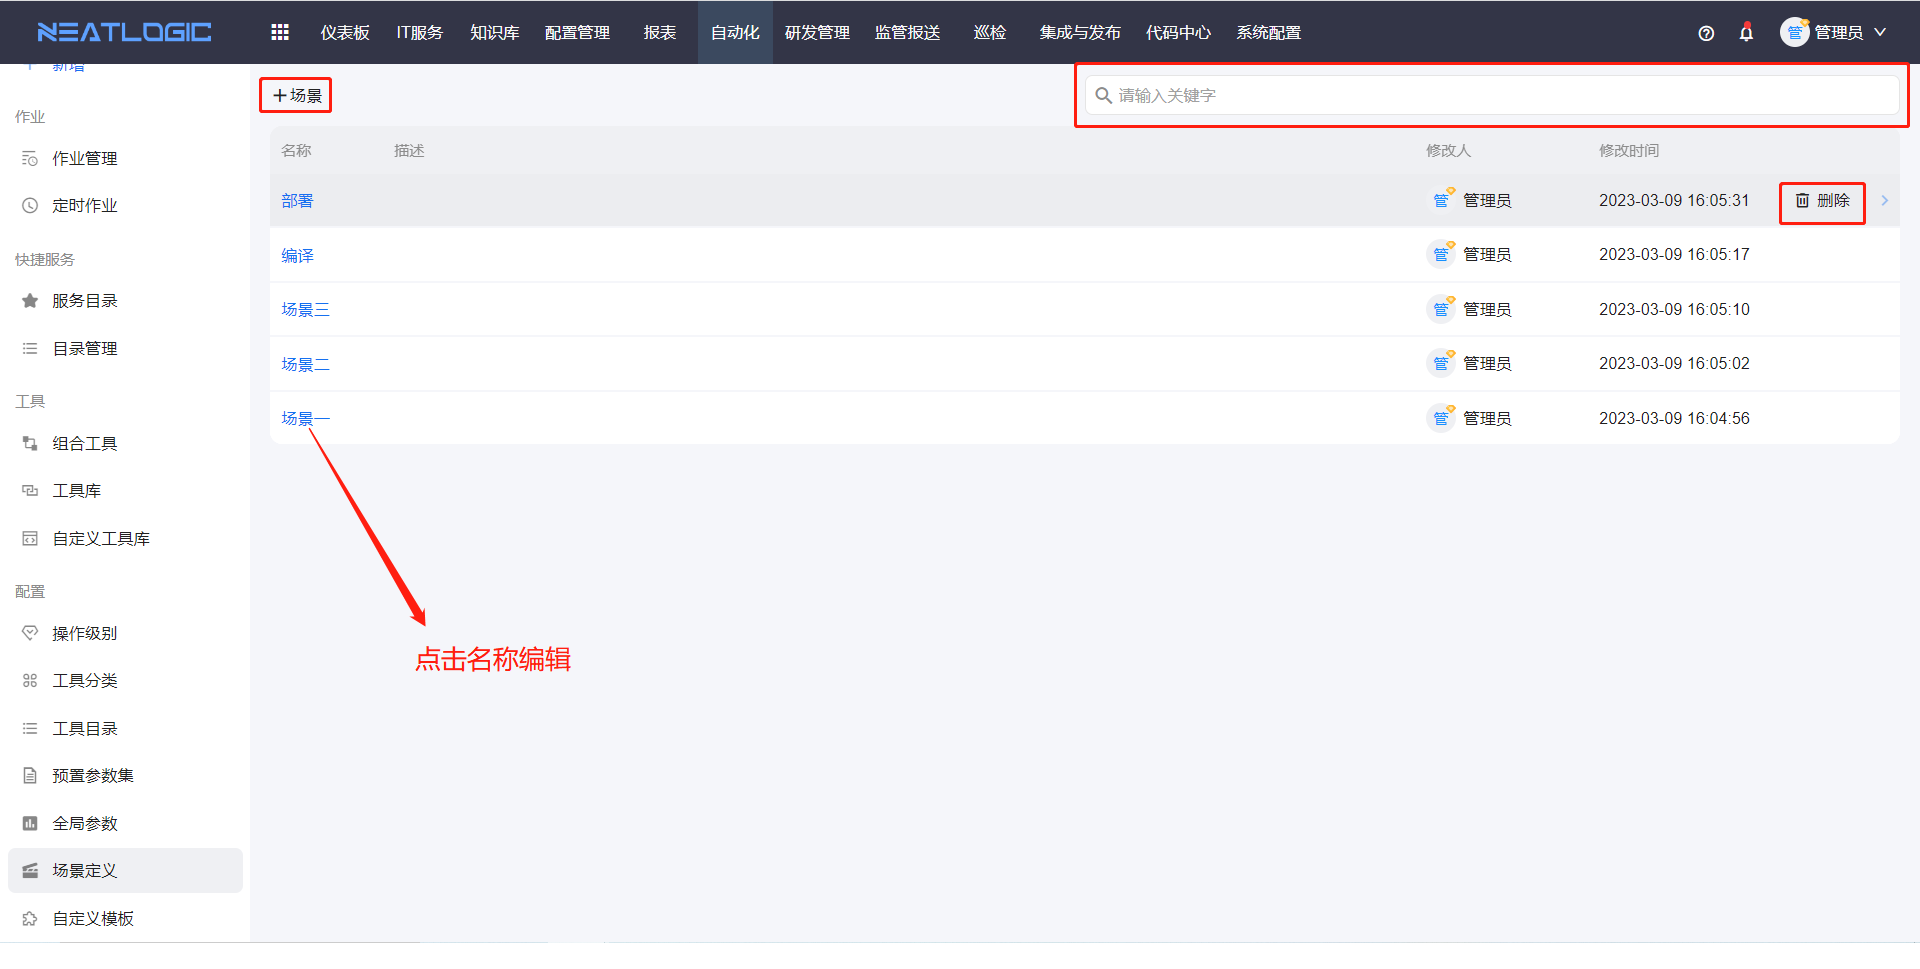 NEATLOGIC
仪表板 IT服务 知识库 配置管理 报表 自动化 研发管理 监管报送 巡检 集成与发布 代码中心 系统配置
管 管理员
新增
作业
作业管理
定时作业
快捷服务
服务目录
目录管理
工具
组合工具
工具库
自定义工具库
配置
操作级别
工具分类
工具目录
预置参数集
全局参数
场景定义
自定义模板
场景
请输入关键字
名称 描述 修改人 修改时间
部署 管 管理员 2023-03-09 16:05:31 删除
编译 管 管理员 2023-03-09 16:05:17
场景三 管 管理员 2023-03-09 16:05:10
场景二 管 管理员 2023-03-09 16:05:02
场景一 管 管理员 2023-03-09 16:04:56
点击名称编辑